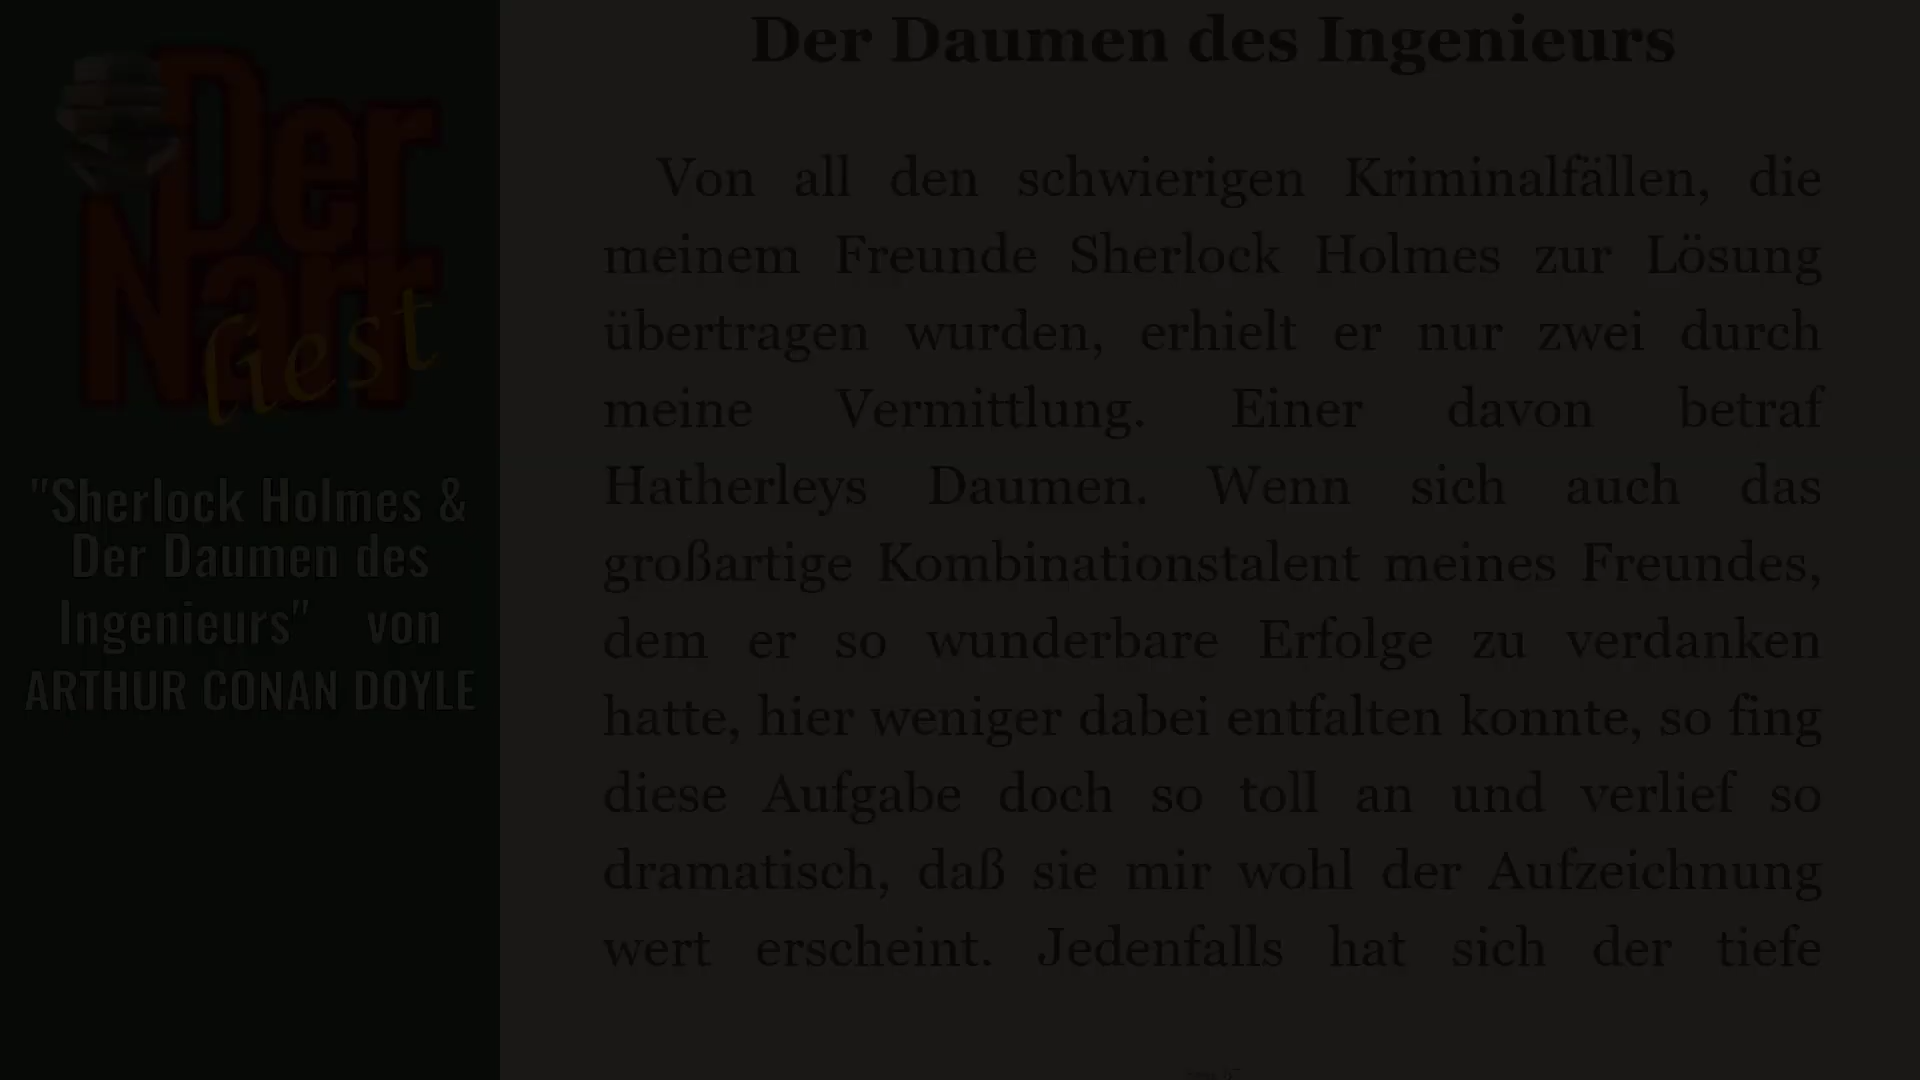 Der
Narr
liest
"Sherlock Holmes &
Der Daumen des
Ingenieurs" von
ARTHUR CONAN DOYLE
Der Daumen des Ingenieurs
Von all den schwierigen Kriminalfällen, die
meinem Freunde Sherlock Holmes zur Lösung
übertragen wurden, erhielt er nur zwei durch
meine Vermittlung. Einer davon betraf
Hatherleys Daumen. Wenn sich auch das
großartige Kombinationstalent meines Freundes,
dem er so wunderbare Erfolge zu verdanken
hatte, hier weniger dabei entfalten konnte, so fing
diese Aufgabe doch so toll an und verlief so
dramatisch, daß sie mir wohl der Aufzeichnung
wert erscheint. Jedenfalls hat sich der tiefe